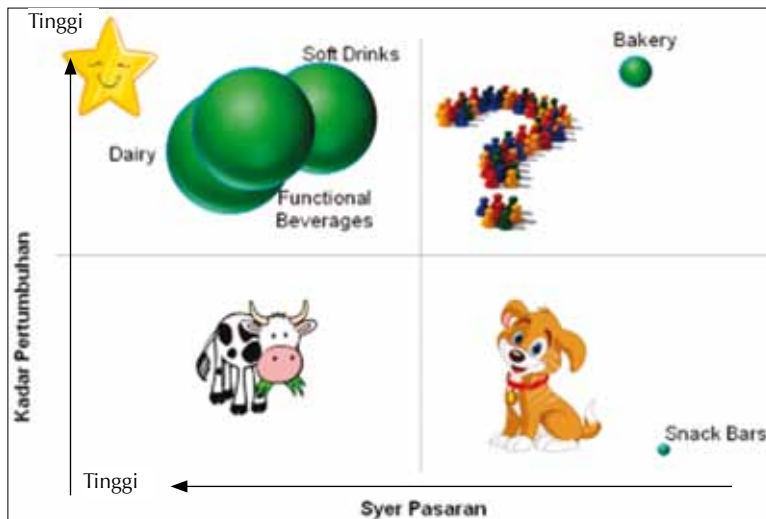 Tinggi
Soft Drinks
Bakery
Dairy
Functional
Beverages
Kadar Pertumbuhan
Snack Bars
Tinggi
Syer Pasaran